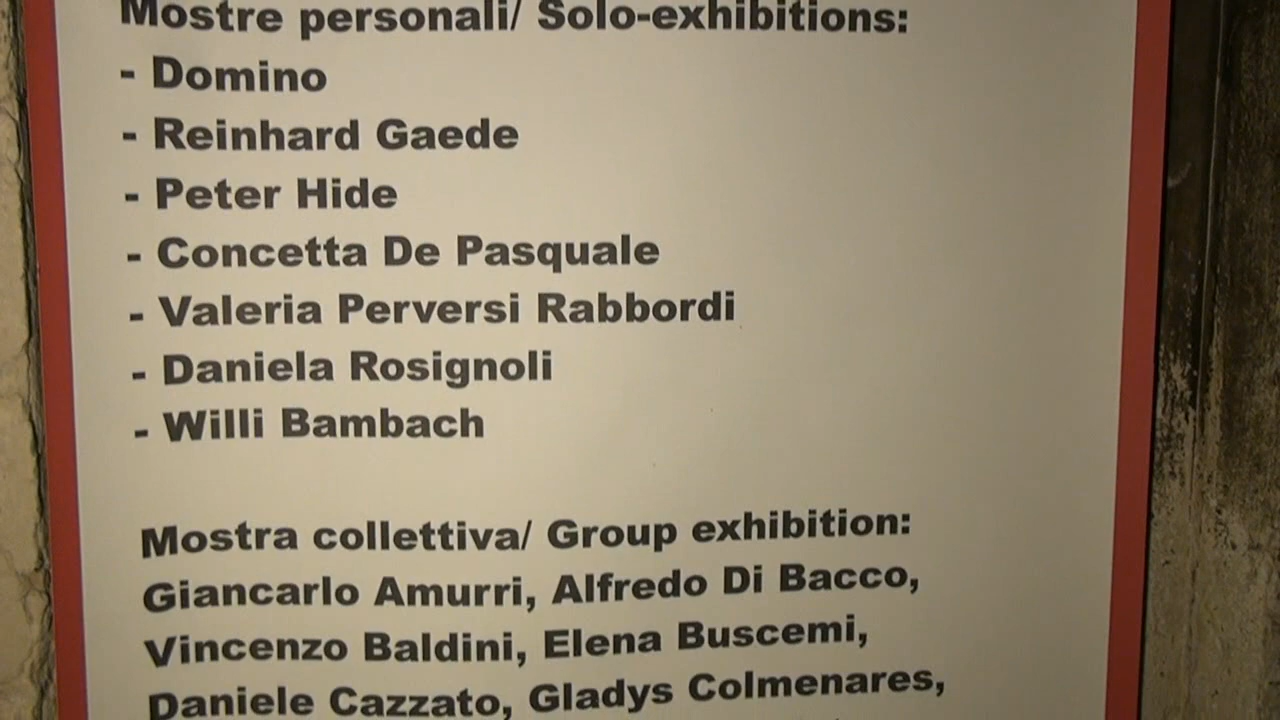 Mostre personali/ Solo-exhibitions:
- Domino
- Reinhard Gaede
- Peter Hide
- Concetta De Pasquale
- Valeria Perversi Rabbordi
- Daniela Rosignoli
- Willi Bambach
Mostra collettiva/ Group exhibition:
Giancarlo Amurri, Alfredo Di Bacco,
Vincenzo Baldini, Elena Buscemi,
Daniele Cazzato, Gladys Colmenares,